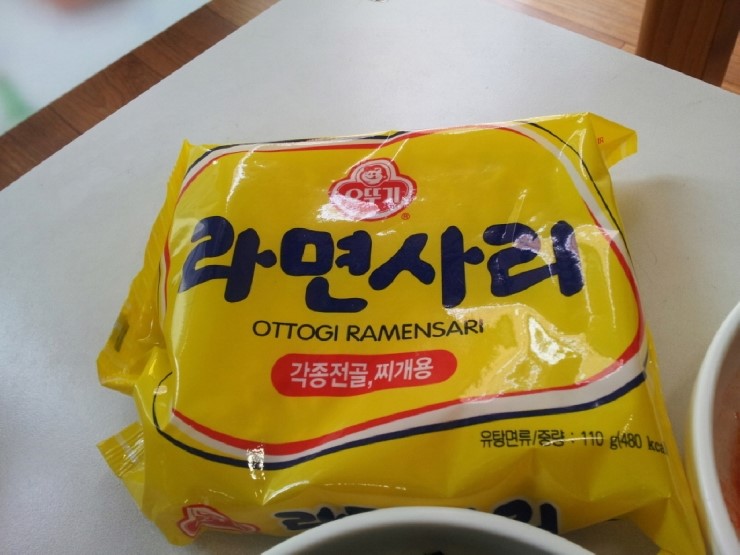 오뚜기
라면사리
OTTOGI RAMENSARI
각종전골, 찌개용
유탕면류/중량 : 110 g(480 kca